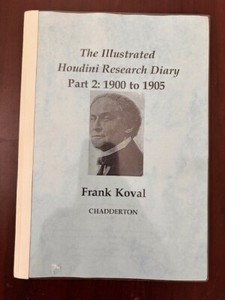 The Illustrated
Houdini Research Diary
Part 2: 1900 to 1905
Frank Koval
CHADDERTON